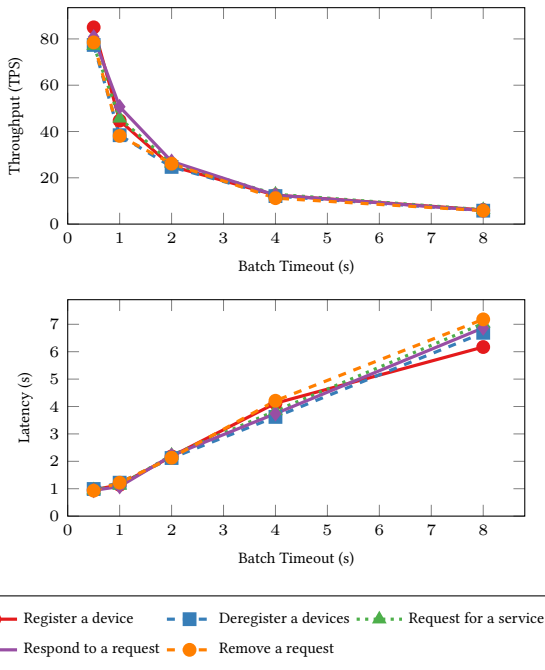 80
60
40
20
0
Throughput (TPS)
0 1 2 3 4 5 6 7 8
Batch Timeout (s)
7
6
5
4
3
2
1
0
Latency (s)
0 1 2 3 4 5 6 7 8
Batch Timeout (s)
Register a device Deregister a devices Request for a service
Respond to a request Remove a request